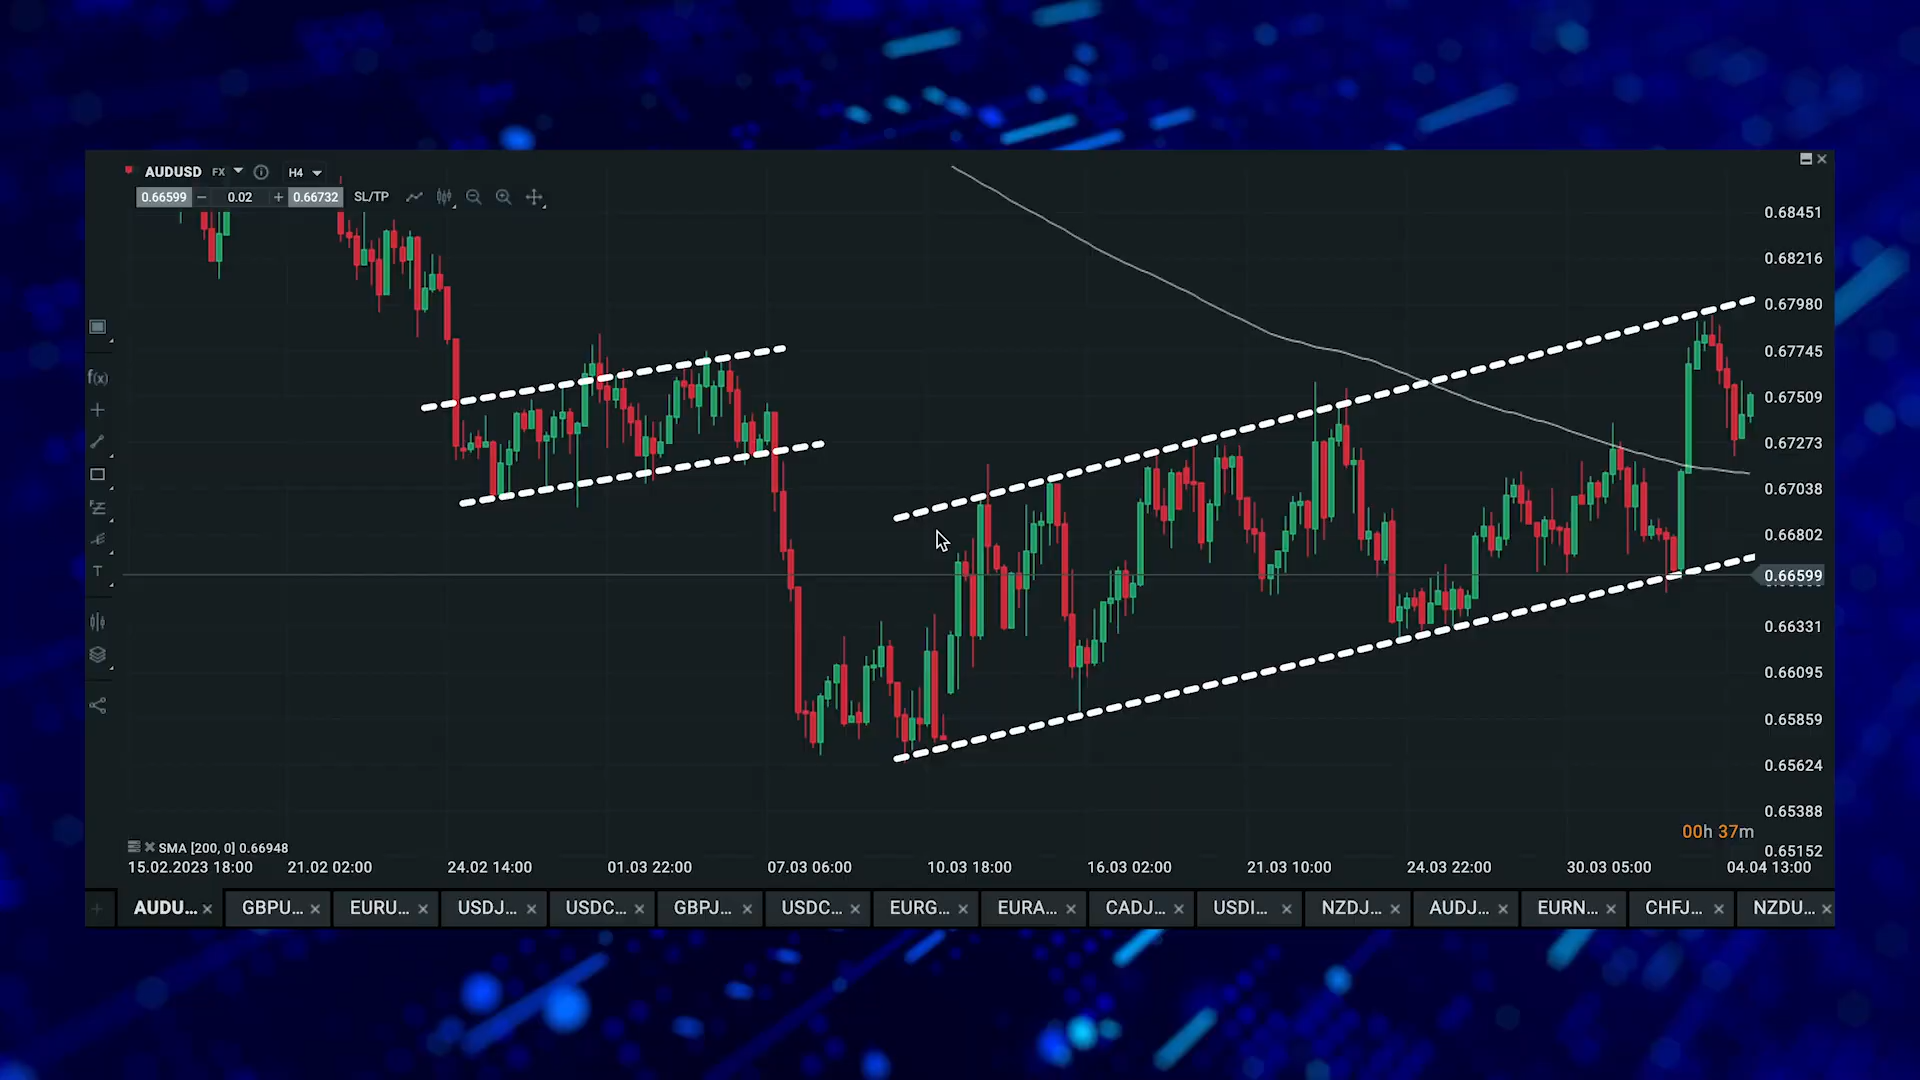 AUDUSD FX H4
0.66599 − 0.02 + 0.66732 SL/TP
0.68451
0.68216
0.67980
0.67745
0.67509
0.67273
0.67038
0.66802
0.66599
0.66331
0.66095
0.65859
0.65624
0.65388
0.65152
f(x)
T
00h 37m
SMA [200, 0] 0.66948
15.02.2023 18:00 21.02 02:00 24.02 14:00 01.03 22:00 07.03 06:00 10.03 18:00 16.03 02:00 21.03 10:00 24.03 22:00 30.03 05:00 04.04 13:00
AUDU... GBPU... EURU... USDJ... USDC... GBPJ... USDC... EURG... EURA... CADJ... USDI... NZDJ... AUDJ... EURN... CHFJ... NZDU...